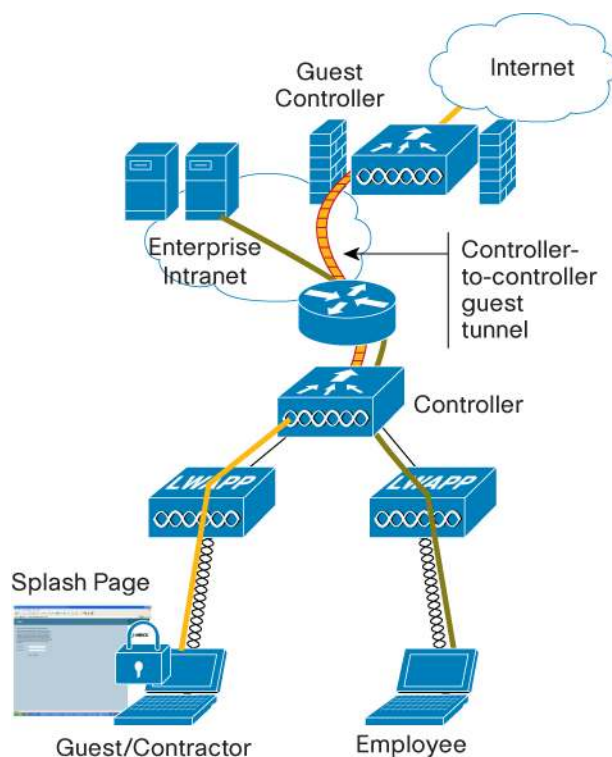 Internet
Guest
Controller
Enterprise
Intranet
Controller-
to-controller
guest
tunnel
Controller
LWAPP
LWAPP
Splash Page
Guest/Contractor
Employee